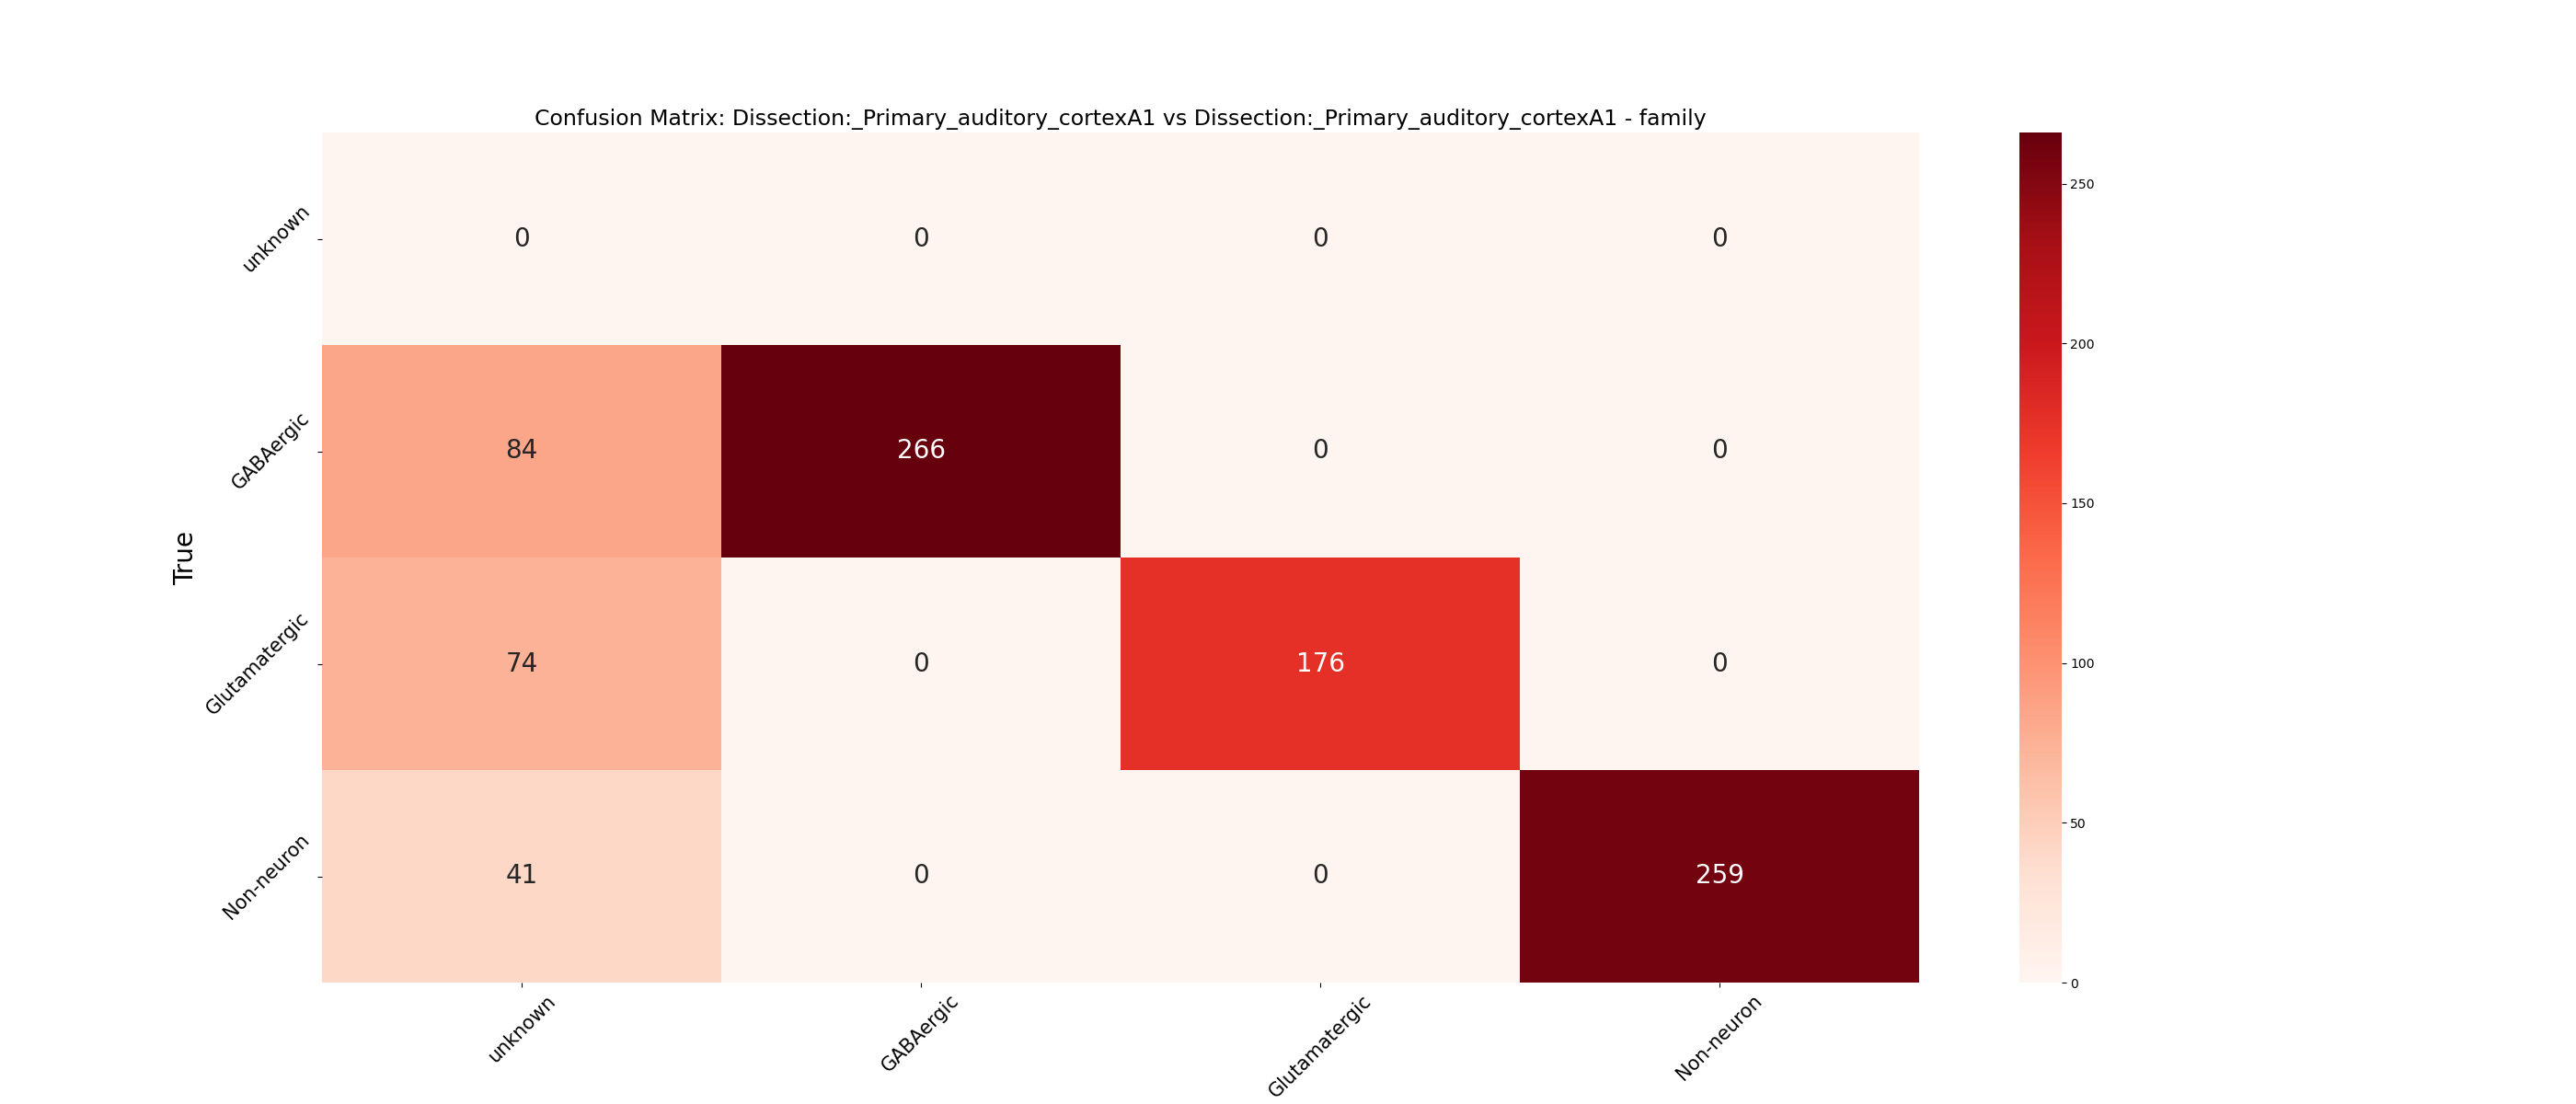 Confusion Matrix: Dissection:_Primary_auditory_cortexA1 vs Dissection:_Primary_auditory_cortexA1 - family
True
unknown
0 0 0 0
GABAergic
84 266 0 0
Glutamatergic
74 0 176 0
Non-neuron
41 0 0 259
unknown GABAergic Glutamatergic Non-neuron
250
200
150
100
50
0